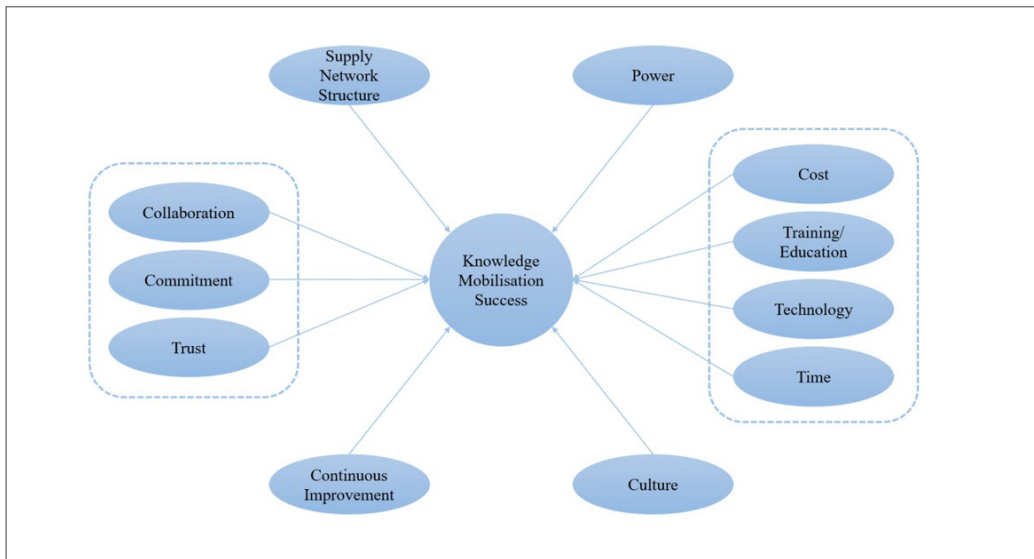 Supply
Network
Structure
Power
Collaboration
Commitment
Trust
Knowledge
Mobilisation
Success
Cost
Training/
Education
Technology
Time
Continuous
Improvement
Culture